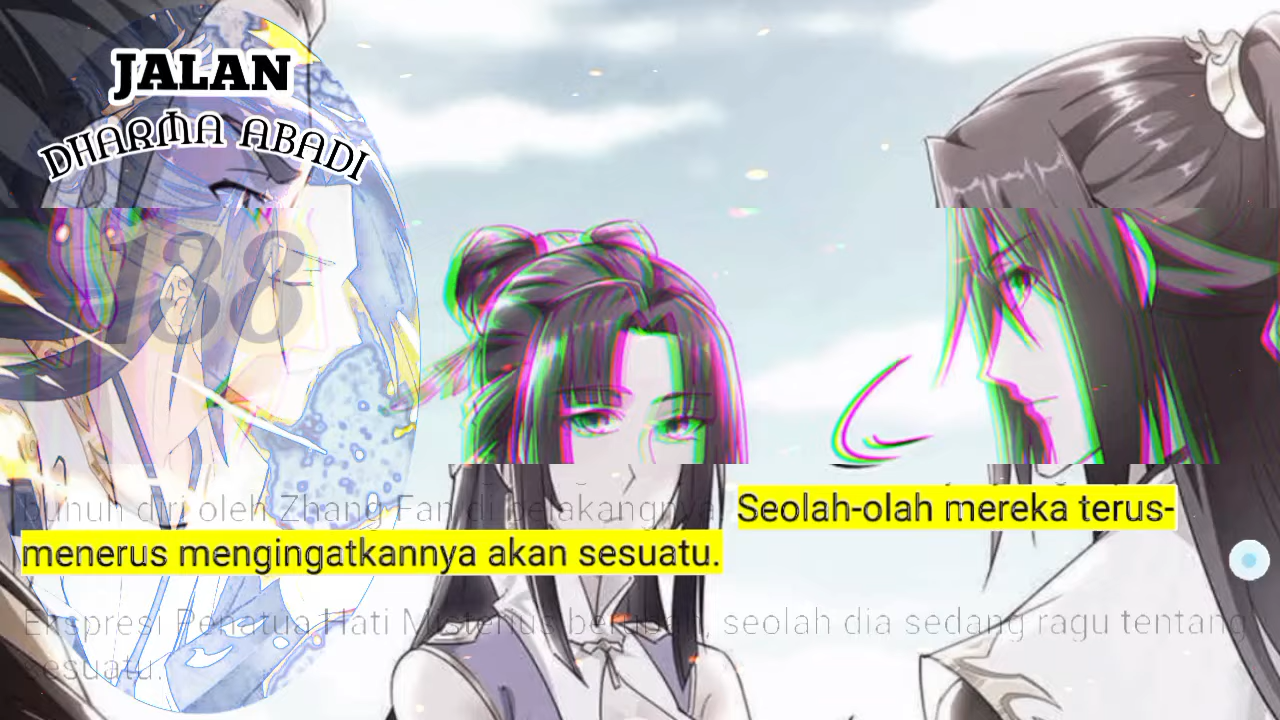 JALAN
DHARMA ABADI
188
bunuh diri oleh Zhang Fan di belakangnya. Seolah-olah mereka terus-
menerus mengingatkannya akan sesuatu.
Ekspresi Penatua Hati Misterius berubah, seolah dia sedang ragu tentang
sesuatu.